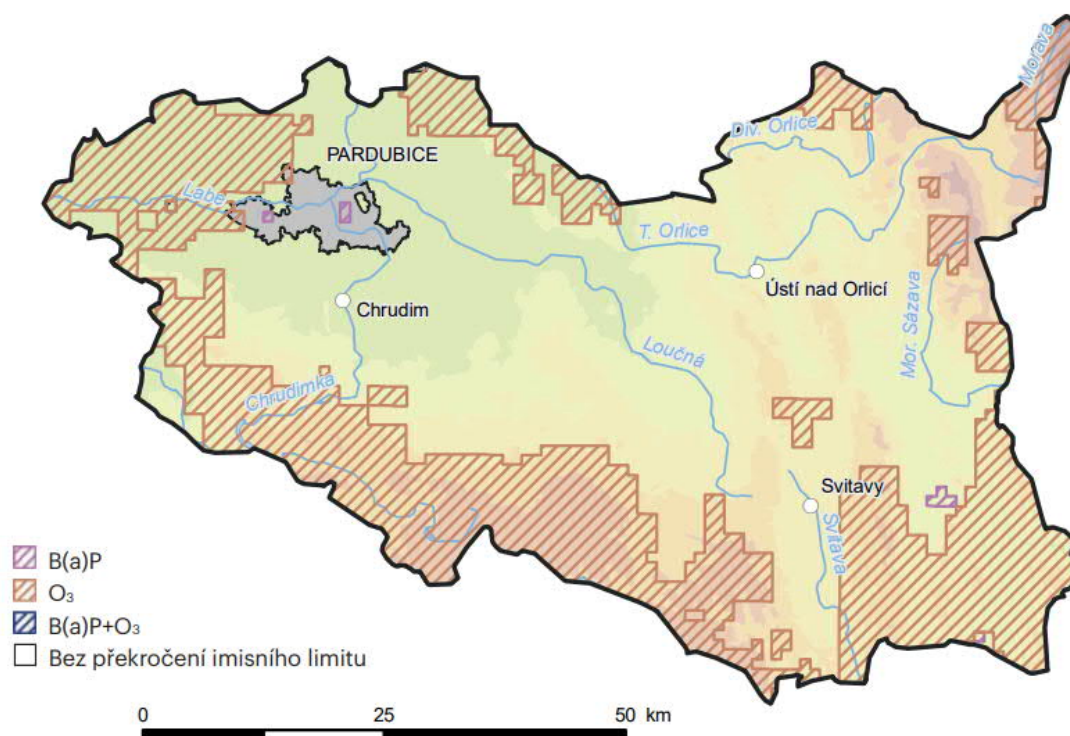 Morava
Div. Orlice
PARDUBICE
Labe
T. Orlice
Ústí nad Orlicí
Chrudim
Mor. Sázava
Loučná
Chrudimka
Svitavy
Svitava
B(a)P
O₃
B(a)P+O₃
Bez překročení imisního limitu
0 25 50 km